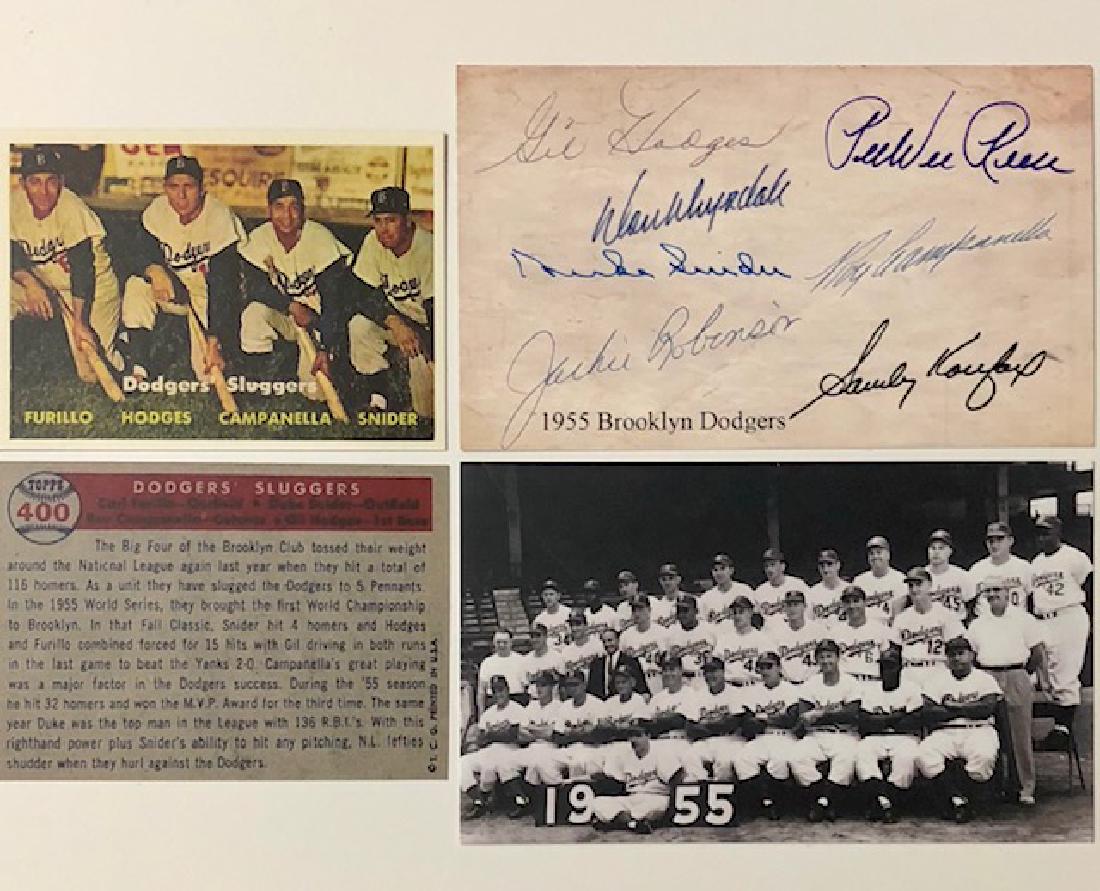 ESQUIRE
Dodgers
Dodgers
Dodgers' Sluggers
FURILLO HODGES CAMPANELLA SNIDER
Gil Hodges
Pee Wee Reese
Don Drysdale
Duke Snider
Roy Campanella
Jackie Robinson
Sandy Koufax
1955 Brooklyn Dodgers
TOPPS
400
DODGERS' SLUGGERS
Carl Furillo—Outfield • Duke Snider—Outfield
Roy Campanella—Catcher • Gil Hodges—1st Base
The Big Four of the Brooklyn Club tossed their weight
around the National League again last year when they hit a total of
116 homers. As a unit they have slugged the Dodgers to 5 Pennants
In the 1955 World Series, they brought the first World Championship
to Brooklyn. In that Fall Classic, Snider hit 4 homers and Hodges
and Furillo combined forced for 15 hits with Gil driving in both runs
in the last game to beat the Yanks 2-0. Campanella's great playing
was a major factor in the Dodgers success. During the '55 season
he hit 32 homers and won the M.V.P. Award for the third time. The same
year Duke was the top man in the League with 136 R.B.I.'s. With this
righthand power plus Snider's ability to hit any pitching, N.L. lefties
shudder when they hurl against the Dodgers.
©T.C.G. PRINTED IN U.S.A.
42
12
19 55